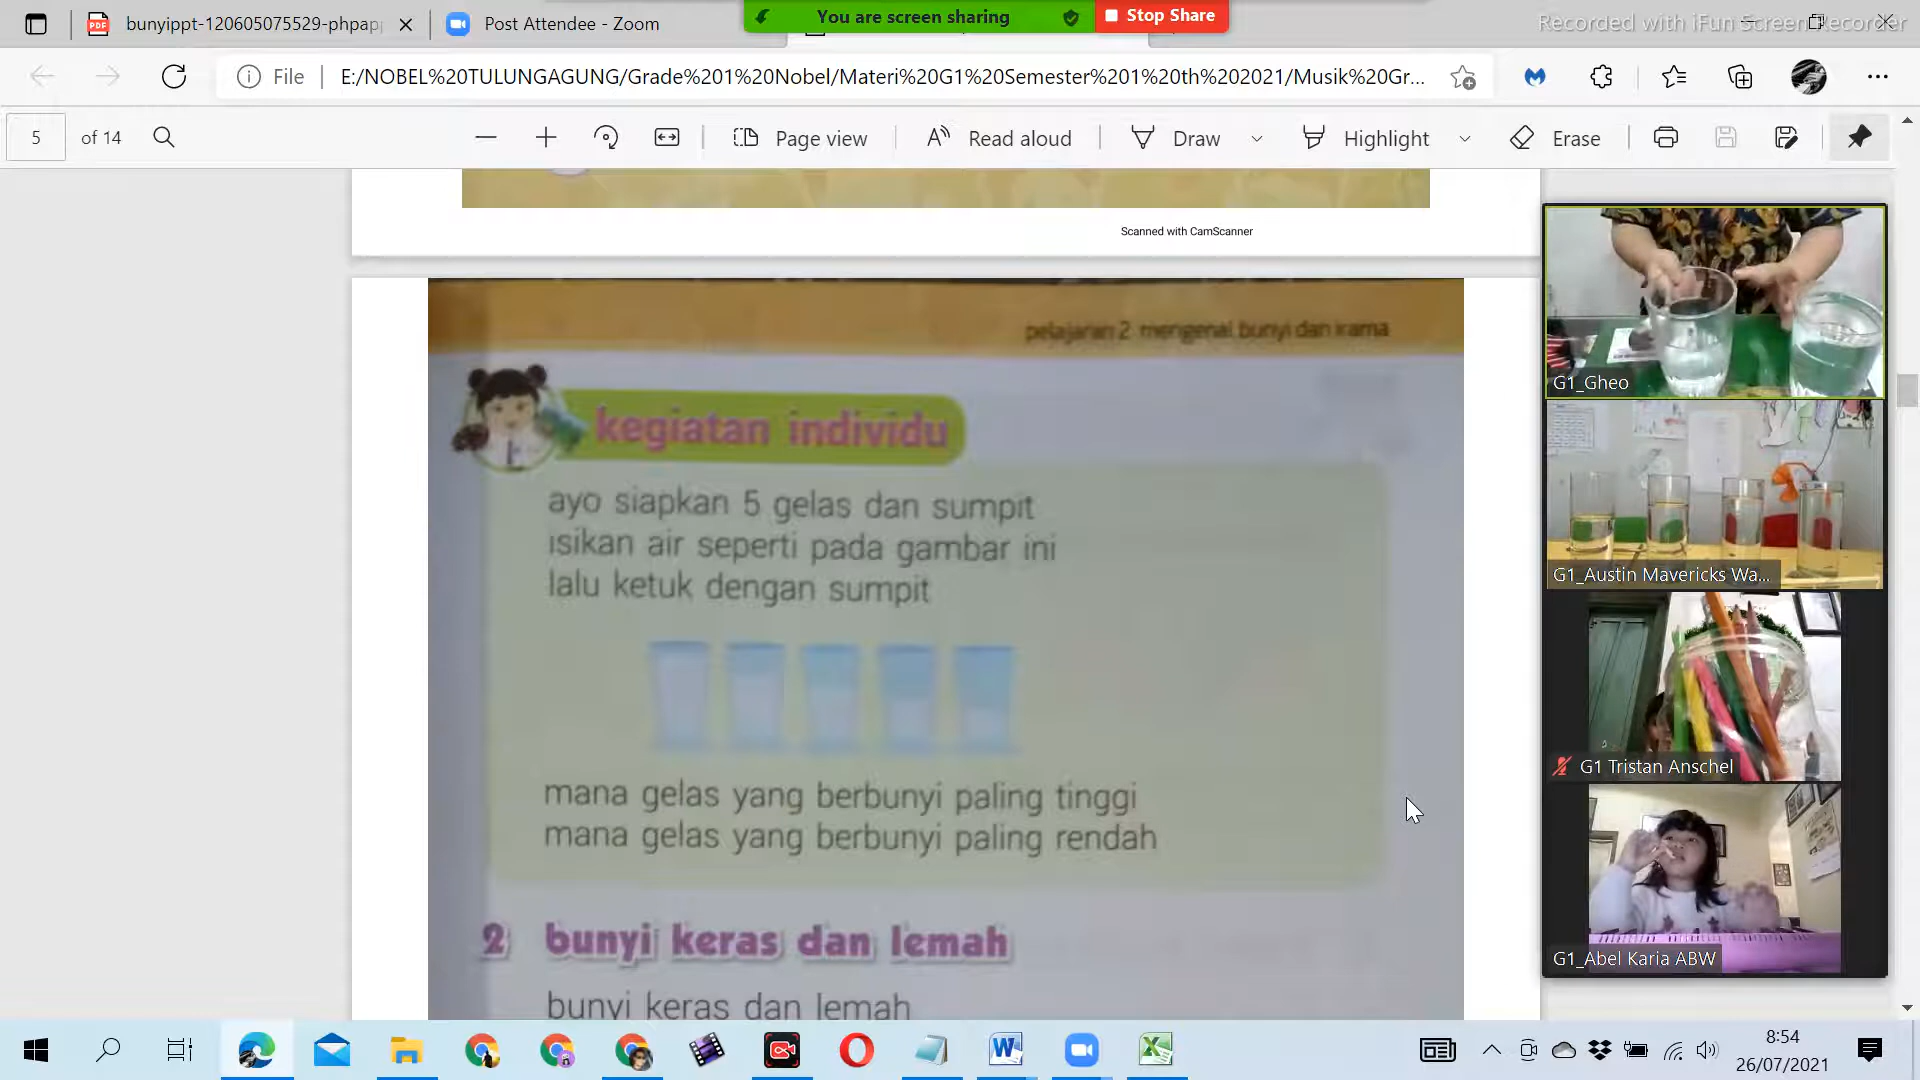 bunyippt-120605075529-phpapp
Post Attendee - Zoom
You are screen sharing
Stop Share
Recorded with iFun Screen Recorder
File
E:/NOBEL%20TULUNGAGUNG/Grade%201%20Nobel/Materi%20G1%20Semester%201%20th%202021/Musik%20Gr...
5
of 14
Page view
Read aloud
Draw
Highlight
Erase
Scanned with CamScanner
pelajaran 2 mengenal bunyi dan irama
kegiatan individu
ayo siapkan 5 gelas dan sumpit
isikan air seperti pada gambar ini
lalu ketuk dengan sumpit
mana gelas yang berbunyi paling tinggi
mana gelas yang berbunyi paling rendah
2 bunyi keras dan lemah
bunyi keras dan lemah
G1_Gheo
G1_Austin Mavericks Wa...
G1 Tristan Anschel
G1_Abel Karia ABW
8:54
26/07/2021